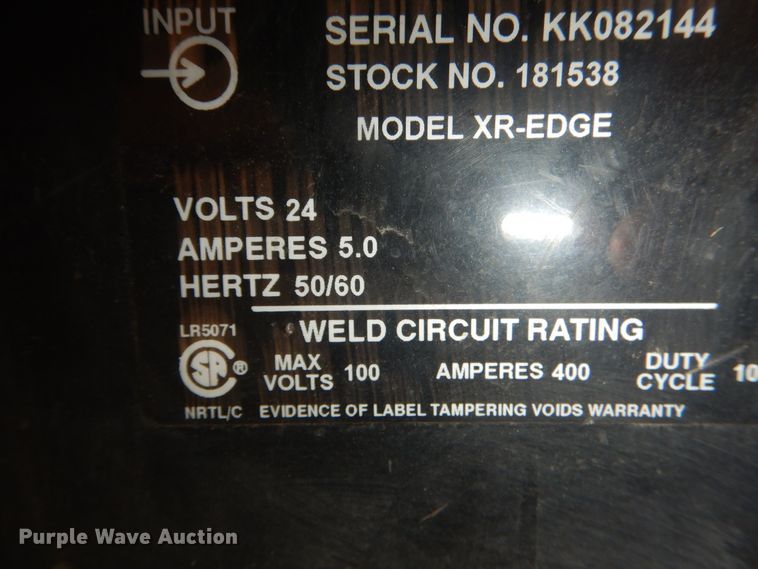 INPUT
SERIAL NO. KK082144
STOCK NO. 181538
MODEL XR-EDGE
VOLTS 24
AMPERES 5.0
HERTZ 50/60
LR5071
WELD CIRCUIT RATING
SA ®
MAX VOLTS 100 AMPERES 400 DUTY CYCLE 10
NRTL/C EVIDENCE OF LABEL TAMPERING VOIDS WARRANTY
Purple Wave Auction